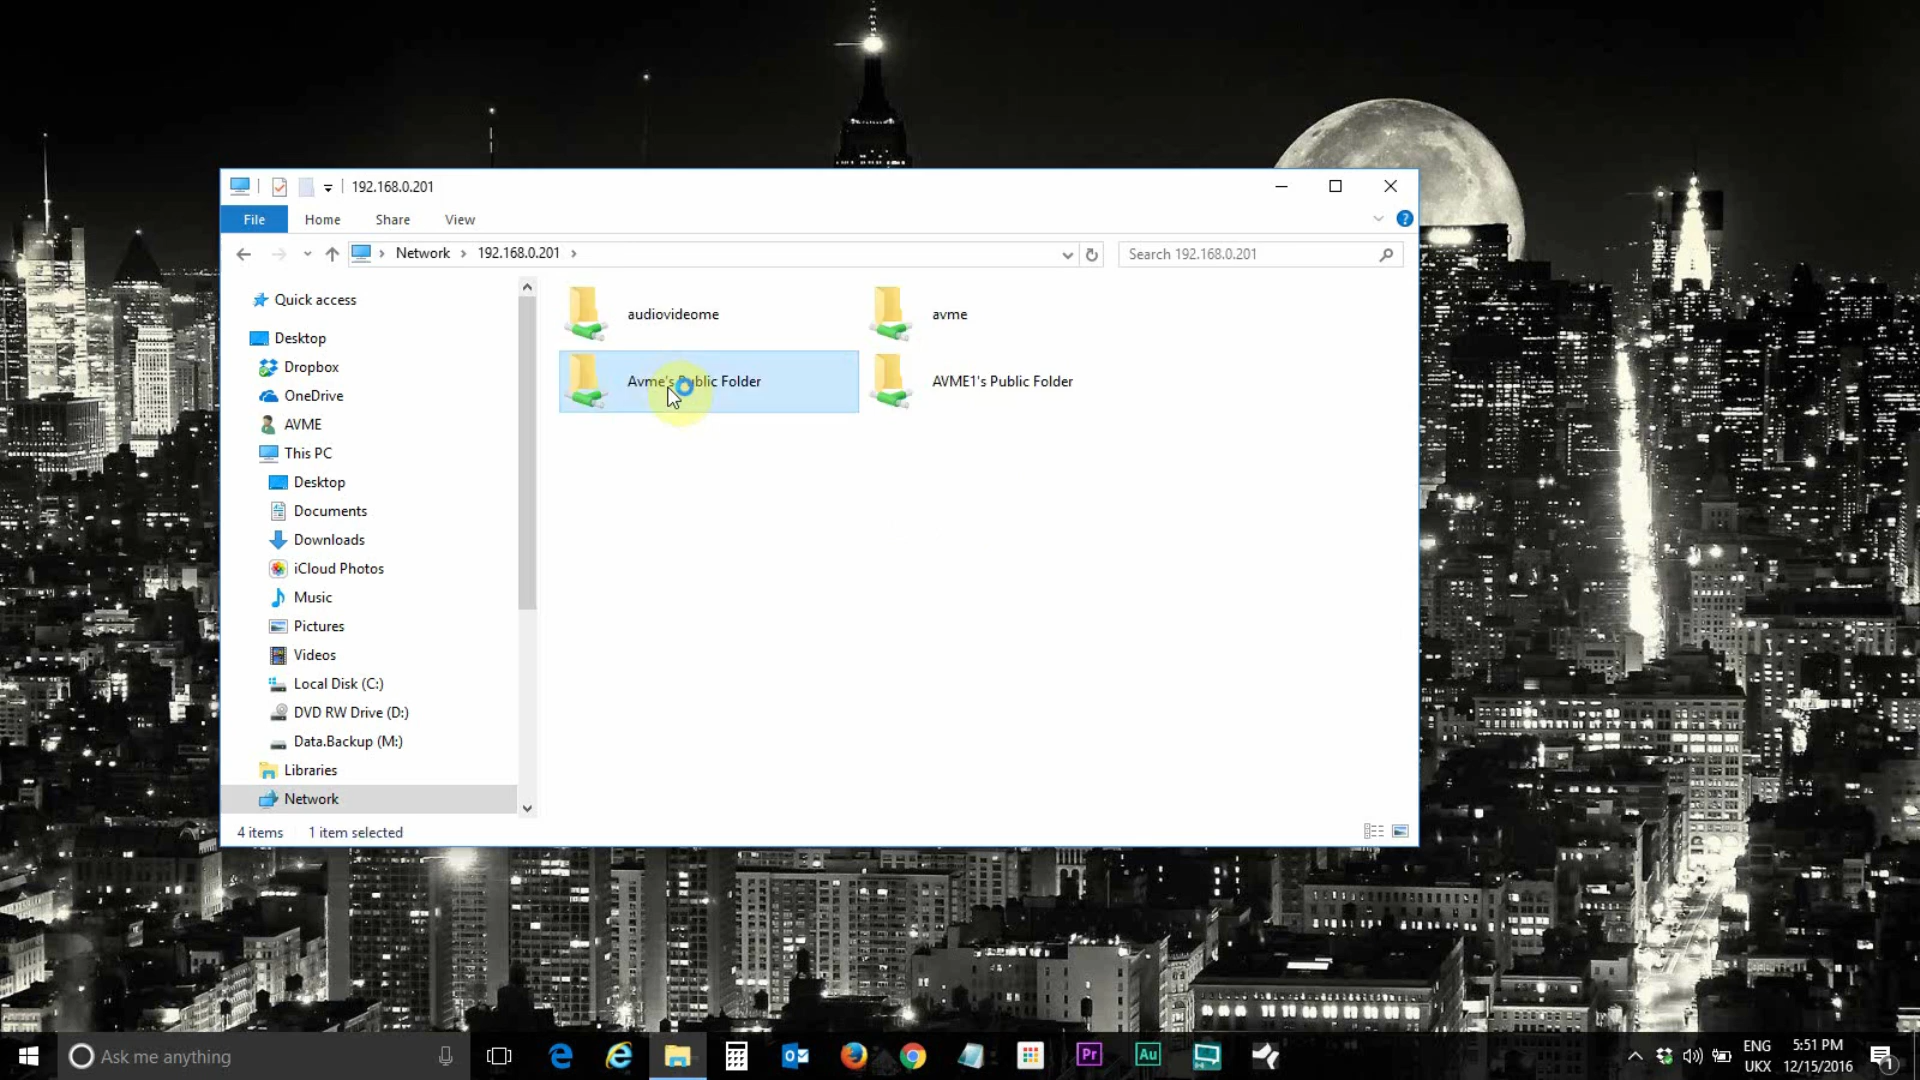 192.168.0.201
File Home Share View
Network 192.168.0.201
Search 192.168.0.201
Quick access
Desktop
Dropbox
OneDrive
AVME
This PC
Desktop
Documents
Downloads
iCloud Photos
Music
Pictures
Videos
Local Disk (C:)
DVD RW Drive (D:)
Data.Backup (M:)
Libraries
Network
audiovideome
avme
Avme's Public Folder
AVME1's Public Folder
4 items 1 item selected
Ask me anything
Pr
Au
ENG
UKX
5:51 PM
12/15/2016
1